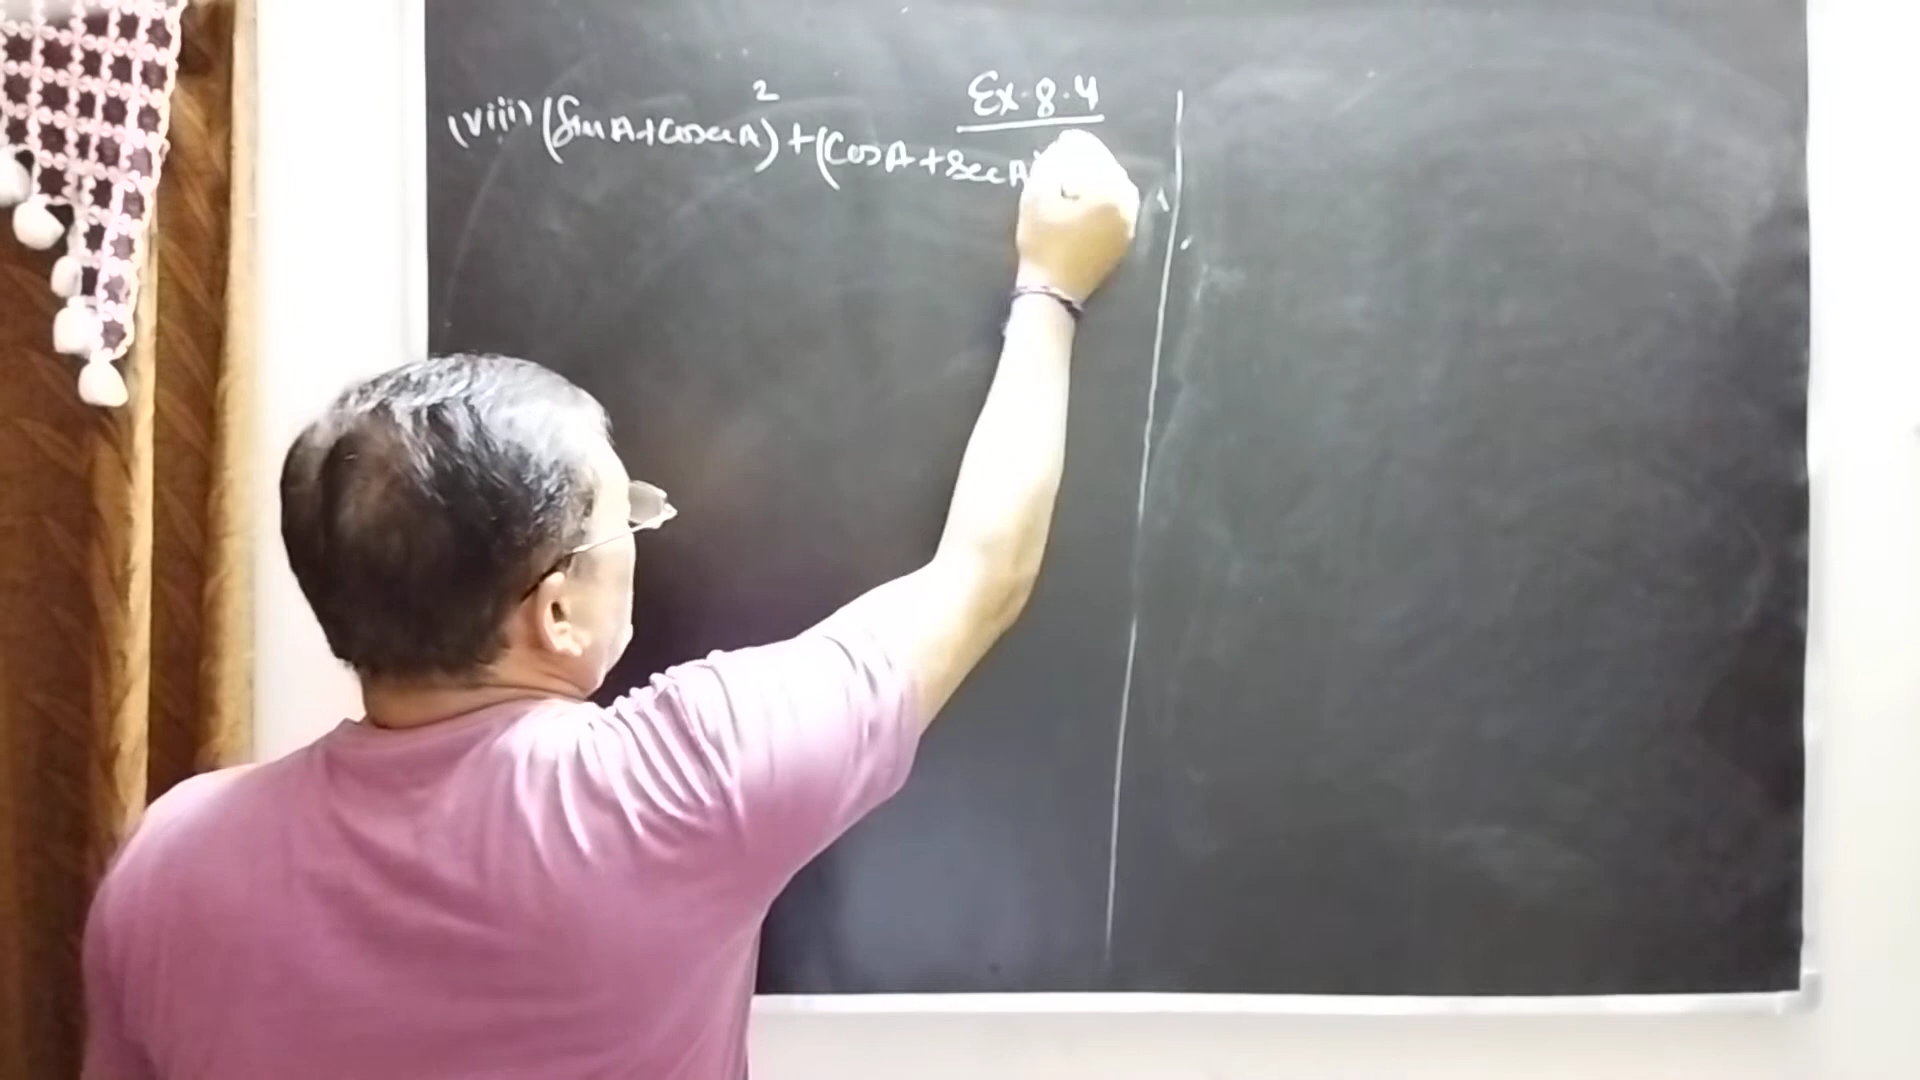 Ex. 8.4
(viii) (Sin A + Cosec A)² + (Cos A + Sec A)